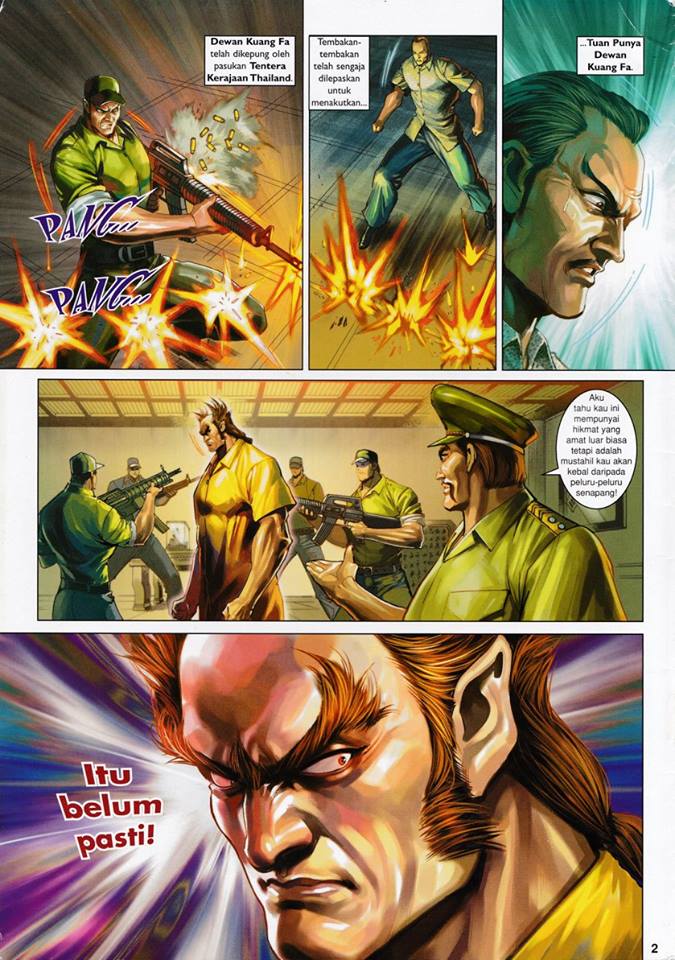 Dewan Kuang Fa
telah dikepung oleh
pasukan Tentera
Kerajaan Thailand.
Tembakan-
tembakan
telah sengaja
dilepaskan
untuk
menakutkan...
...Tuan Punya
Dewan
Kuang Fa.
PANG...
PANG...
Aku
tahu kau ini
mempunyai
hikmat yang
amat luar biasa
tetapi adalah
mustahil kau akan
kebal daripada
peluru-peluru
senapang!
Itu
belum
pasti!
2